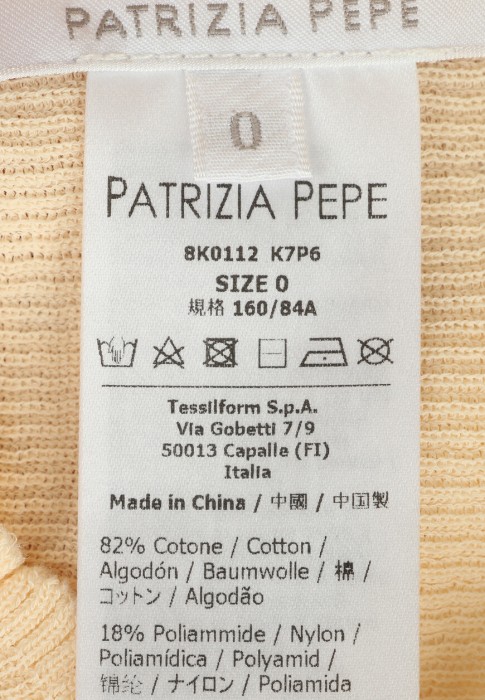 PATRIZIA PEPE
0
PATRIZIA PEPE
8K0112 K7P6
SIZE 0
規格 160/84A
Tessilform S.p.A.
Via Gobetti 7/9
50013 Capalle (FI)
Italia
Made in China / 中國 / 中国製
82% Cotone / Cotton /
Algodón / Baumwolle / 棉 /
コットン / Algodão
18% Poliammide / Nylon /
Poliamídica / Polyamid /
锦纶 / ナイロン / Poliamida